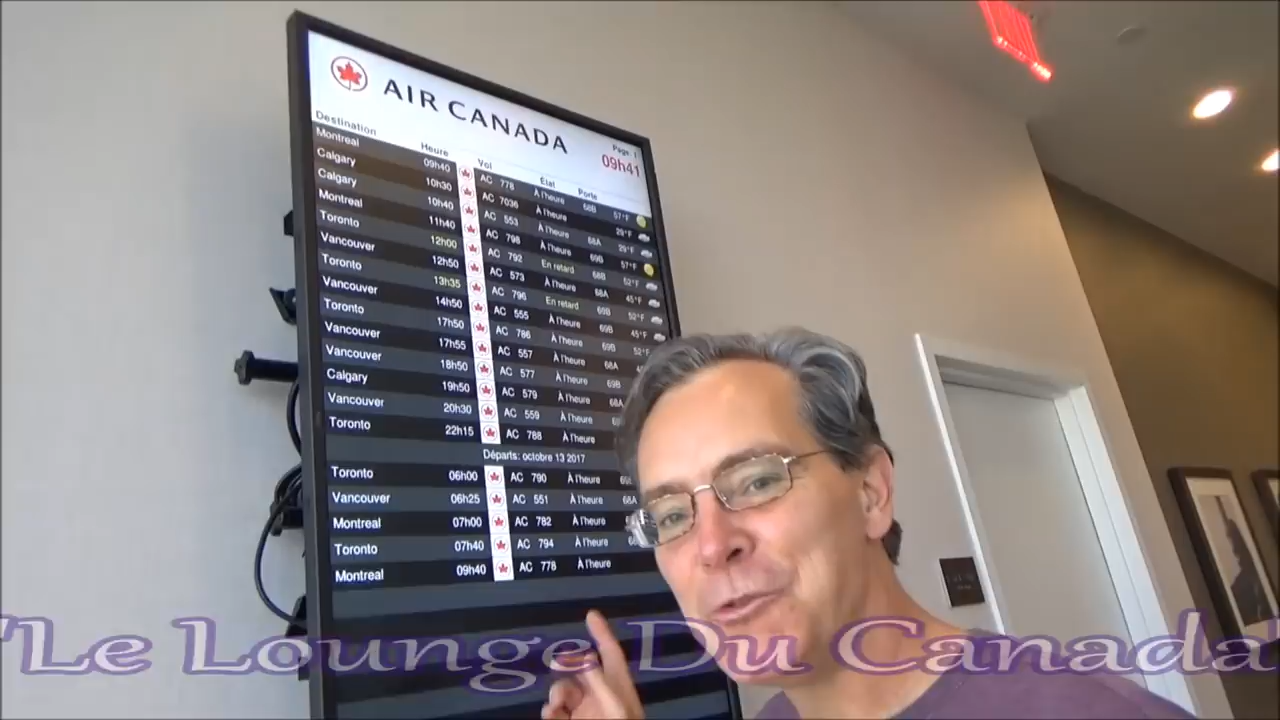 AIR CANADA
Page. 1
09h41
Destination Heure Vol État Porte
Montreal 09h40 AC 778 À l'heure 68B 57°F
Calgary 10h30 AC 7036 À l'heure 29°F
Calgary 10h40 AC 553 À l'heure 68A 29°F
Montreal 11h40 AC 798 À l'heure 69B 57°F
Toronto 12h00 AC 792 En retard 68B 52°F
Vancouver 12h50 AC 573 À l'heure 68A 45°F
Toronto 13h35 AC 796 En retard 69B 52°F
Vancouver 14h50 AC 555 À l'heure 69B 45°F
Toronto 17h50 AC 786 À l'heure 69B 52°
Vancouver 17h55 AC 557 À l'heure 68A
Vancouver 18h50 AC 577 À l'heure 69B
Calgary 19h50 AC 579 À l'heure 68A
Vancouver 20h30 AC 559 À l'heure
Toronto 22h15 AC 788 À l'heure
Départs: octobre 13 2017
Toronto 06h00 AC 790 À l'heure
Vancouver 06h25 AC 551 À l'heure 68A
Montreal 07h00 AC 782 À l'heure
Toronto 07h40 AC 794 À l'heure
Montreal 09h40 AC 778 À l'heure
"Le Lounge Du Canada"